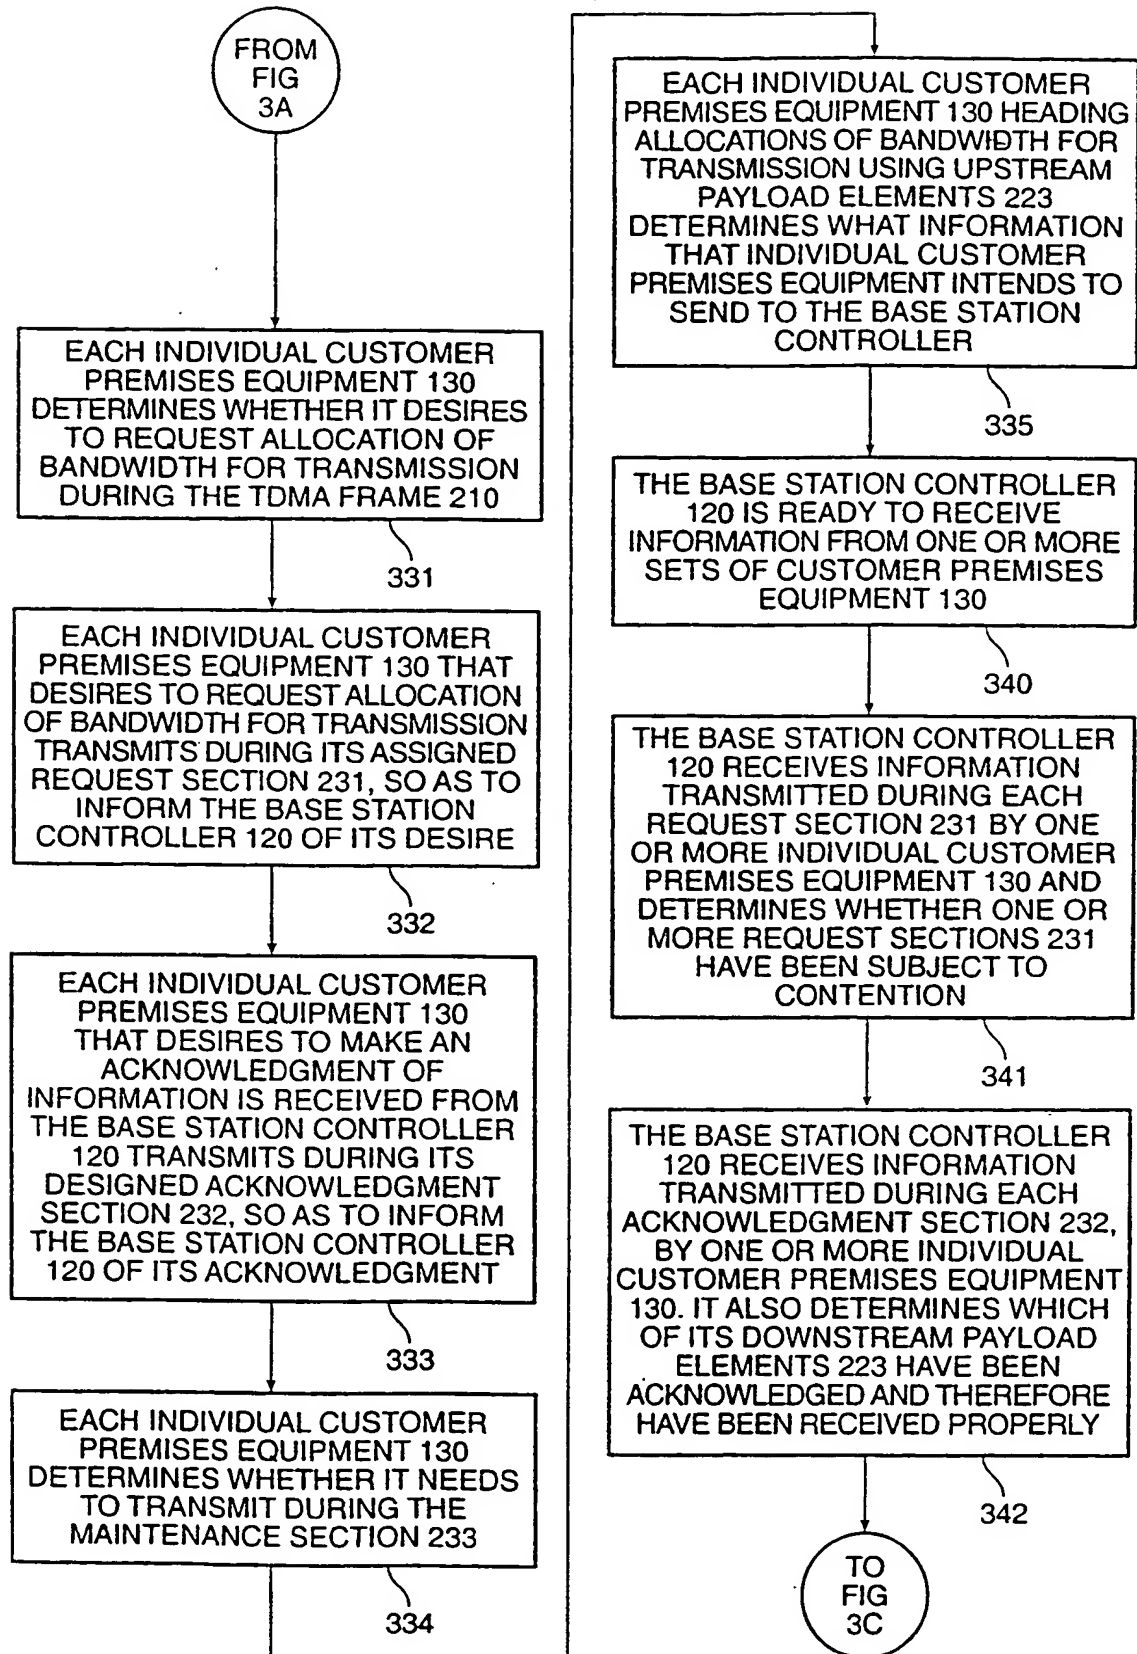 FROM
FIG
3A
EACH INDIVIDUAL CUSTOMER
PREMISES EQUIPMENT 130
DETERMINES WHETHER IT DESIRES
TO REQUEST ALLOCATION OF
BANDWIDTH FOR TRANSMISSION
DURING THE TDMA FRAME 210
331
EACH INDIVIDUAL CUSTOMER
PREMISES EQUIPMENT 130 THAT
DESIRES TO REQUEST ALLOCATION
OF BANDWIDTH FOR TRANSMISSION
TRANSMITS DURING ITS ASSIGNED
REQUEST SECTION 231, SO AS TO
INFORM THE BASE STATION
CONTROLLER 120 OF ITS DESIRE
332
EACH INDIVIDUAL CUSTOMER
PREMISES EQUIPMENT 130
THAT DESIRES TO MAKE AN
ACKNOWLEDGMENT OF
INFORMATION IS RECEIVED FROM
THE BASE STATION CONTROLLER
120 TRANSMITS DURING ITS
DESIGNED ACKNOWLEDGMENT
SECTION 232, SO AS TO INFORM
THE BASE STATION CONTROLLER
120 OF ITS ACKNOWLEDGMENT
333
EACH INDIVIDUAL CUSTOMER
PREMISES EQUIPMENT 130
DETERMINES WHETHER IT NEEDS
TO TRANSMIT DURING THE
MAINTENANCE SECTION 233
334
EACH INDIVIDUAL CUSTOMER
PREMISES EQUIPMENT 130 HEADING
ALLOCATIONS OF BANDWIDTH FOR
TRANSMISSION USING UPSTREAM
PAYLOAD ELEMENTS 223
DETERMINES WHAT INFORMATION
THAT INDIVIDUAL CUSTOMER
PREMISES EQUIPMENT INTENDS TO
SEND TO THE BASE STATION
CONTROLLER
335
THE BASE STATION CONTROLLER
120 IS READY TO RECEIVE
INFORMATION FROM ONE OR MORE
SETS OF CUSTOMER PREMISES
EQUIPMENT 130
340
THE BASE STATION CONTROLLER
120 RECEIVES INFORMATION
TRANSMITTED DURING EACH
REQUEST SECTION 231 BY ONE
OR MORE INDIVIDUAL CUSTOMER
PREMISES EQUIPMENT 130 AND
DETERMINES WHETHER ONE OR
MORE REQUEST SECTIONS 231
HAVE BEEN SUBJECT TO
CONTENTION
341
THE BASE STATION CONTROLLER
120 RECEIVES INFORMATION
TRANSMITTED DURING EACH
ACKNOWLEDGMENT SECTION 232,
BY ONE OR MORE INDIVIDUAL
CUSTOMER PREMISES EQUIPMENT
130. IT ALSO DETERMINES WHICH
OF ITS DOWNSTREAM PAYLOAD
ELEMENTS 223 HAVE BEEN
ACKNOWLEDGED AND THEREFORE
HAVE BEEN RECEIVED PROPERLY
342
TO
FIG
3C